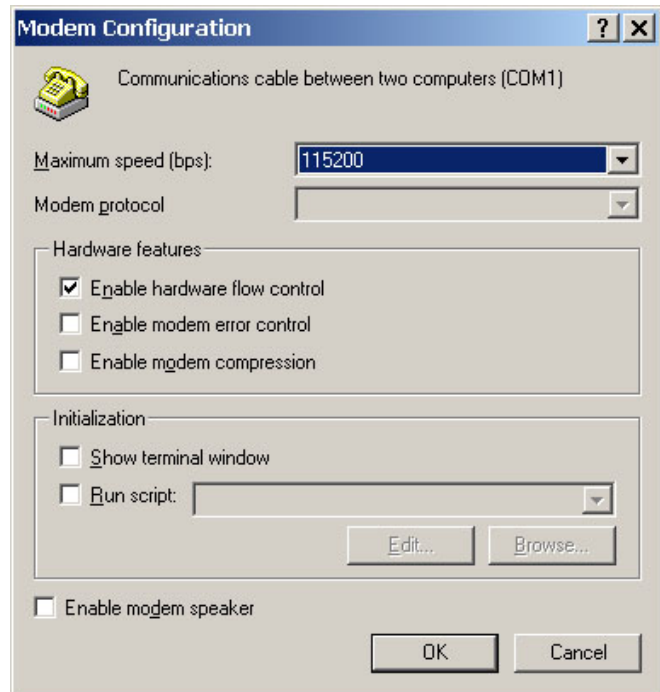 Modem Configuration
Communications cable between two computers (COM1)
Maximum speed (bps): 115200
Modem protocol
Hardware features
Enable hardware flow control
Enable modem error control
Enable modem compression
Initialization
Show terminal window
Run script:
Edit... Browse...
Enable modem speaker
OK Cancel